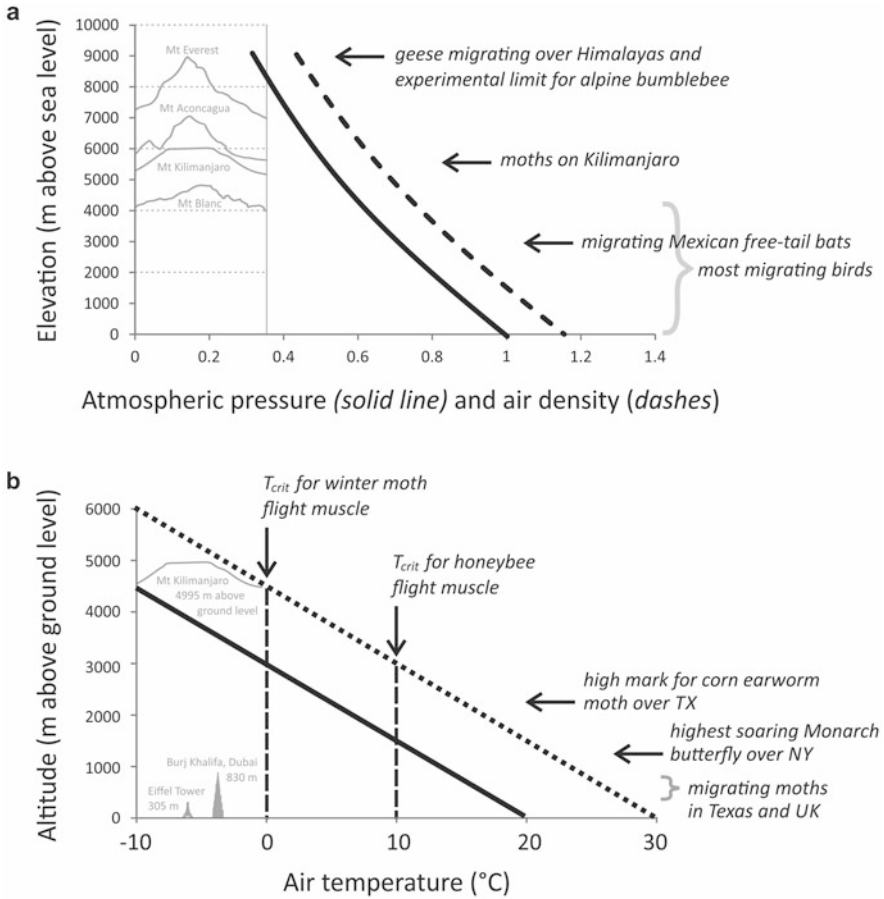 a
10000
9000
8000
7000
6000
5000
4000
3000
2000
1000
0
Elevation (m above sea level)
Mt Everest
Mt Aconcagua
Mt Kilimanjaro
Mt Blanc
geese migrating over Himalayas and
experimental limit for alpine bumblebee
moths on Kilimanjaro
migrating Mexican free-tail bats
most migrating birds
0 0.2 0.4 0.6 0.8 1 1.2 1.4
Atmospheric pressure (solid line) and air density (dashes)
b
6000
5000
4000
3000
2000
1000
0
Altitude (m above ground level)
Tcrit for winter moth
flight muscle
Tcrit for honeybee
flight muscle
Mt Kilimanjaro
4995 m above
ground level
high mark for corn earworm
moth over TX
highest soaring Monarch
butterfly over NY
migrating moths
in Texas and UK
Burj Khalifa, Dubai
830 m
Eiffel Tower
305 m
-10 0 10 20 30
Air temperature (°C)